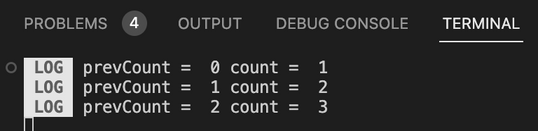 PROBLEMS 4 OUTPUT DEBUG CONSOLE TERMINAL
LOG prevCount =  0 count =  1
LOG prevCount =  1 count =  2
LOG prevCount =  2 count =  3